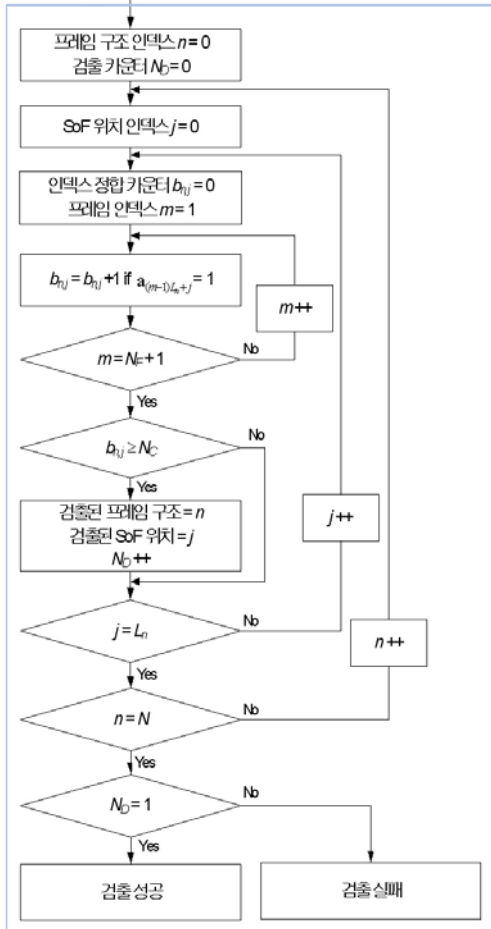 프레임 구조 인덱스 n = 0
검출 카운터 N_D = 0
SoF 위치 인덱스 j = 0
인덱스 정합 카운터 b_{n,j} = 0
프레임 인덱스 m = 1
b_{n,j} = b_{n,j} +1 if a_{(m-1)L_n+j} = 1
m++
m = N_F + 1
No
Yes
b_{n,j} ≥ N_C
No
Yes
검출된 프레임 구조 = n
검출된 SoF 위치 = j
N_D ++
j ++
j = L_n
No
n ++
Yes
n = N
No
Yes
N_D = 1
No
Yes
검출 성공
검출 실패